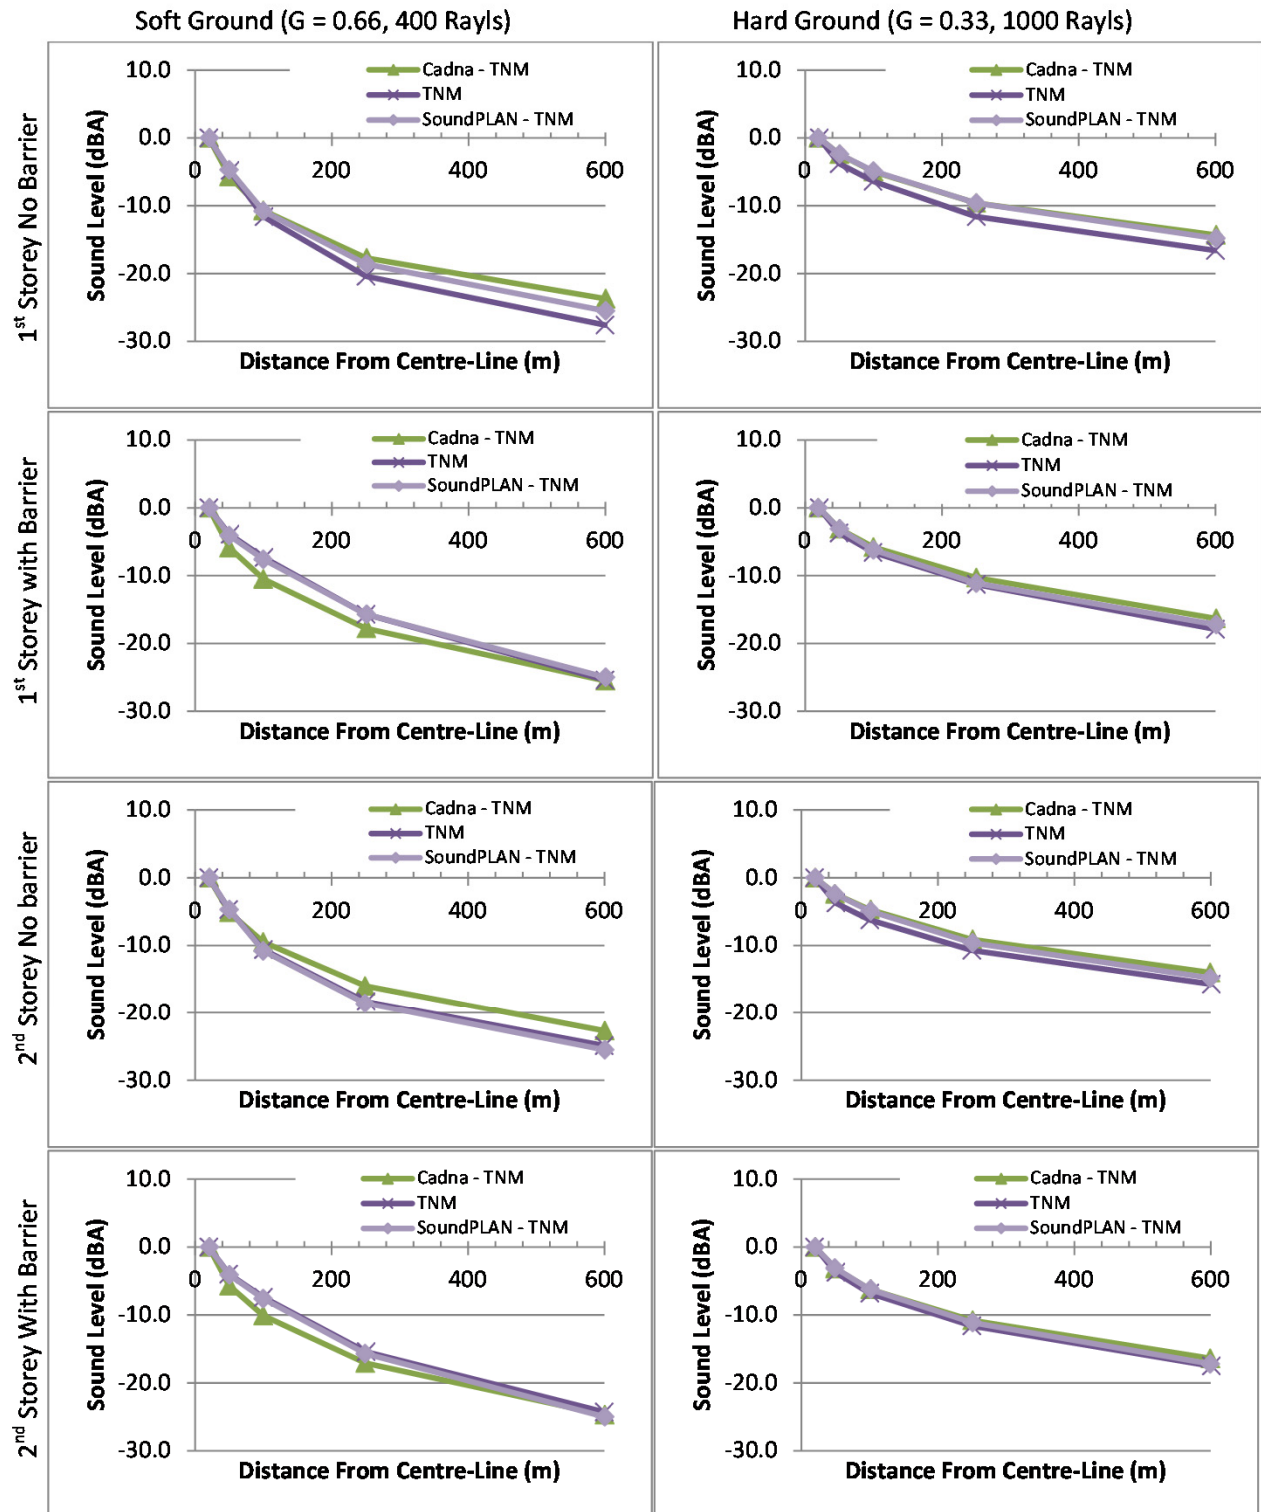 Soft Ground (G = 0.66, 400 Rayls)
Hard Ground (G = 0.33, 1000 Rayls)
1st Storey No Barrier
10.0
0.0
-10.0
-20.0
-30.0
Sound Level (dBA)
0
200
400
600
Distance From Centre-Line (m)
Cadna - TNM
TNM
SoundPLAN - TNM
10.0
0.0
-10.0
-20.0
-30.0
Sound Level (dBA)
0
200
400
600
Distance From Centre-Line (m)
Cadna - TNM
TNM
SoundPLAN - TNM
1st Storey with Barrier
10.0
0.0
-10.0
-20.0
-30.0
Sound Level (dBA)
0
200
400
600
Distance From Centre-Line (m)
Cadna - TNM
TNM
SoundPLAN - TNM
10.0
0.0
-10.0
-20.0
-30.0
Sound Level (dBA)
0
200
400
600
Distance From Centre-Line (m)
Cadna - TNM
TNM
SoundPLAN - TNM
2nd Storey No barrier
10.0
0.0
-10.0
-20.0
-30.0
Sound Level (dBA)
0
200
400
600
Distance From Centre-Line (m)
Cadna - TNM
TNM
SoundPLAN - TNM
10.0
0.0
-10.0
-20.0
-30.0
Sound Level (dBA)
0
200
400
600
Distance From Centre-Line (m)
Cadna - TNM
TNM
SoundPLAN - TNM
2nd Storey With Barrier
10.0
0.0
-10.0
-20.0
-30.0
Sound Level (dBA)
0
200
400
600
Distance From Centre-Line (m)
Cadna - TNM
TNM
SoundPLAN - TNM
10.0
0.0
-10.0
-20.0
-30.0
Sound Level (dBA)
0
200
400
600
Distance From Centre-Line (m)
Cadna - TNM
TNM
SoundPLAN - TNM